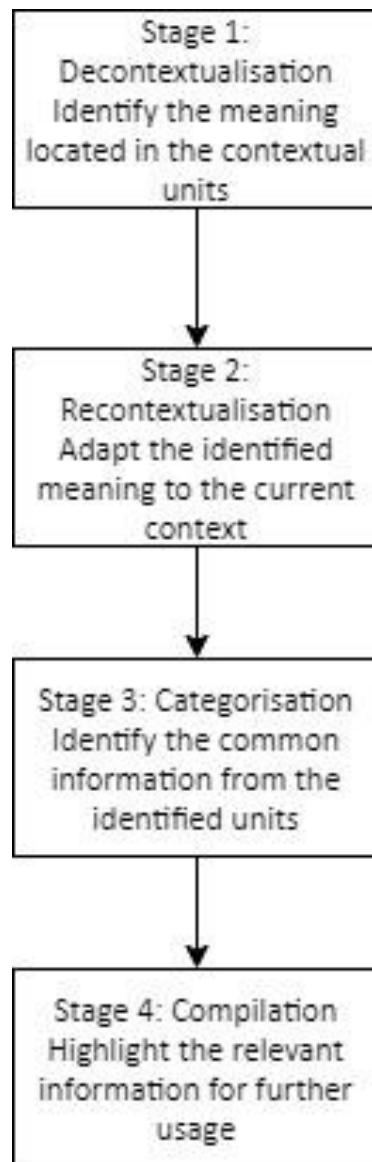 Stage 1:
Decontextualisation
Identify the meaning
located in the contextual
units
Stage 2:
Recontextualisation
Adapt the identified
meaning to the current
context
Stage 3: Categorisation
Identify the common
information from the
identified units
Stage 4: Compilation
Highlight the relevant
information for further
usage